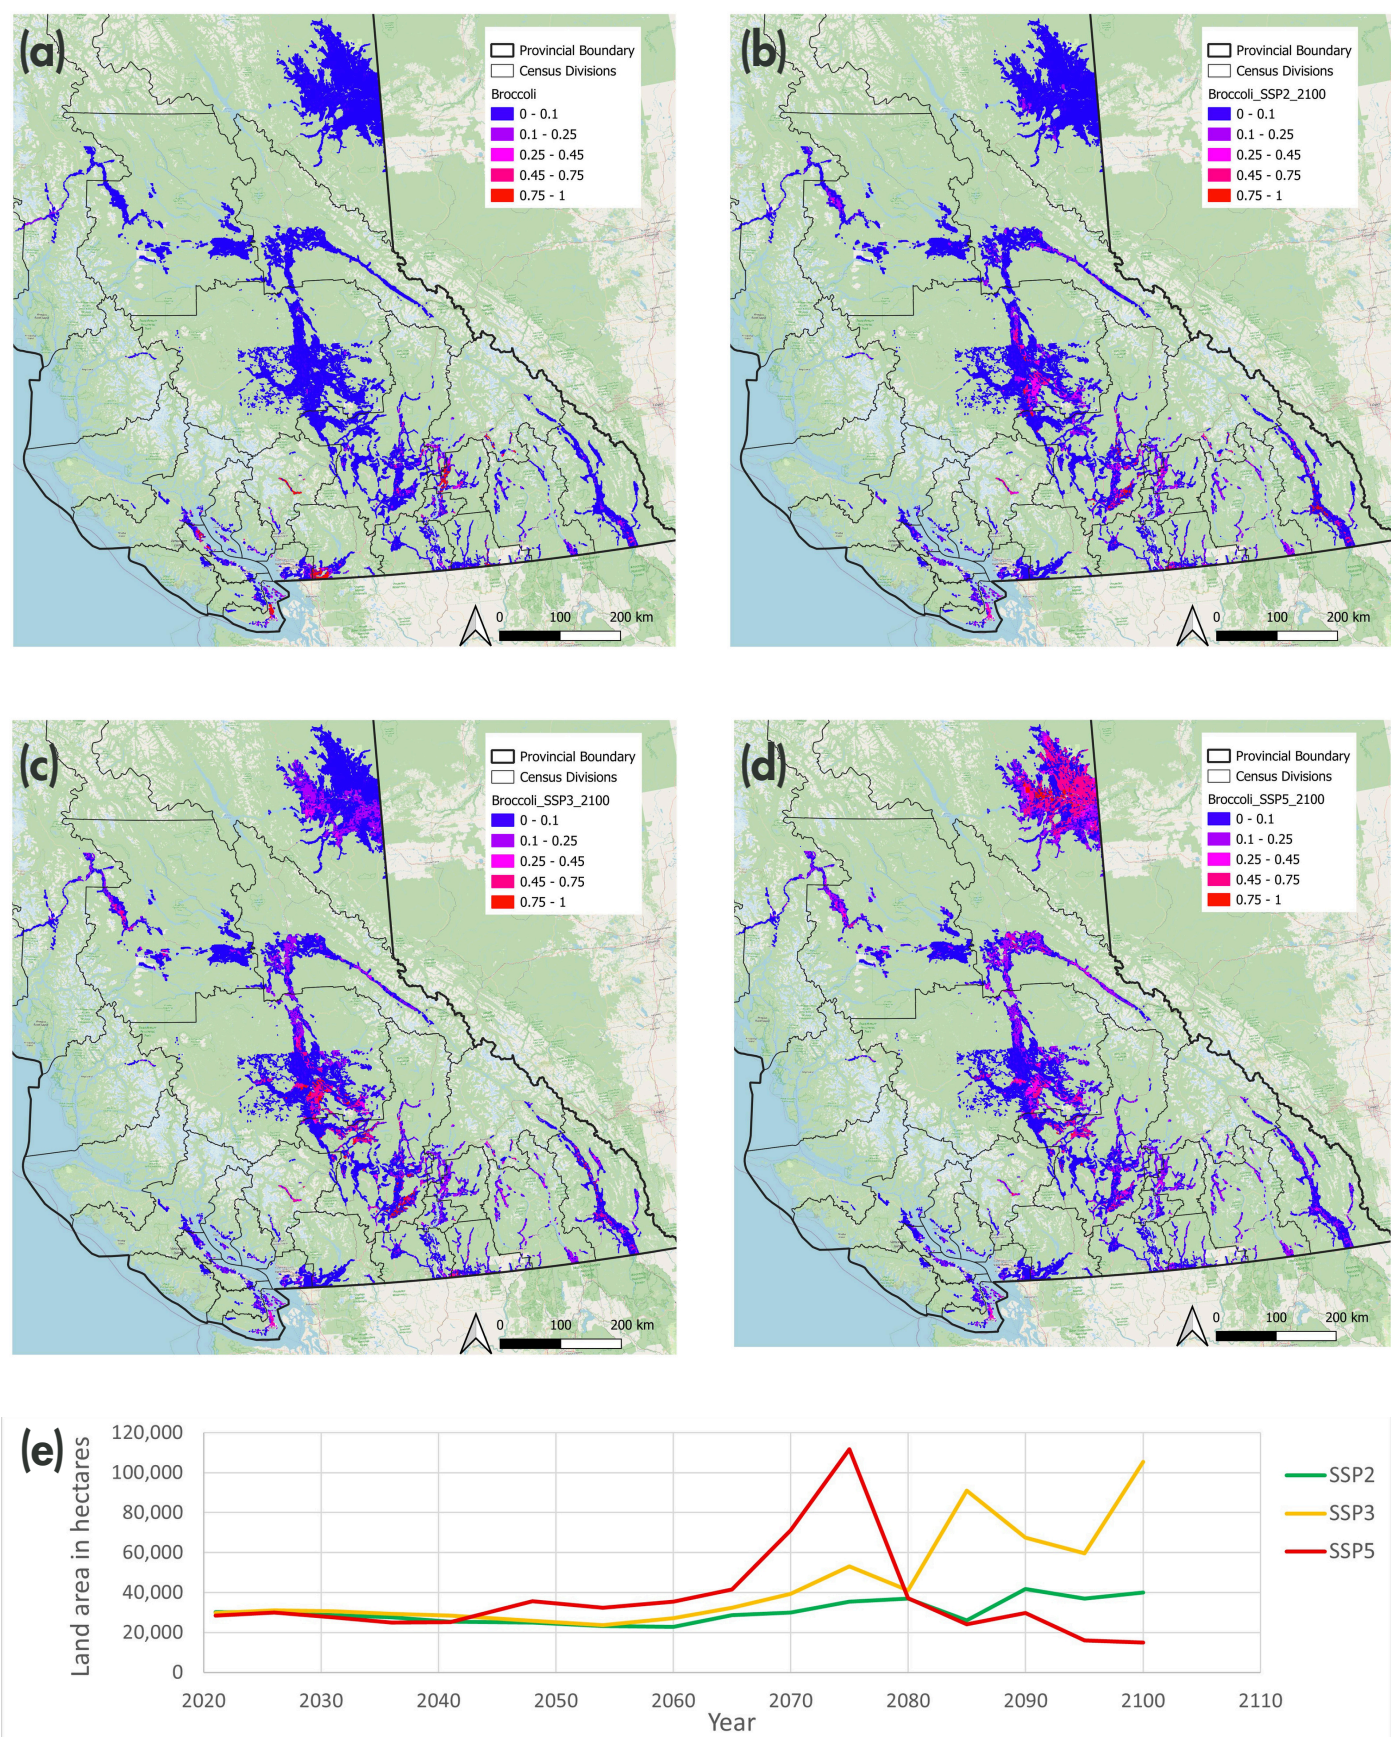 (a)
Provincial Boundary
Census Divisions
Broccoli
0 - 0.1
0.1 - 0.25
0.25 - 0.45
0.45 - 0.75
0.75 - 1
0 100 200 km
(b)
Provincial Boundary
Census Divisions
Broccoli_SSP2_2100
0 - 0.1
0.1 - 0.25
0.25 - 0.45
0.45 - 0.75
0.75 - 1
0 100 200 km
(c)
Provincial Boundary
Census Divisions
Broccoli_SSP3_2100
0 - 0.1
0.1 - 0.25
0.25 - 0.45
0.45 - 0.75
0.75 - 1
0 100 200 km
(d)
Provincial Boundary
Census Divisions
Broccoli_SSP5_2100
0 - 0.1
0.1 - 0.25
0.25 - 0.45
0.45 - 0.75
0.75 - 1
0 100 200 km
(e)
Land area in hectares
120,000
100,000
80,000
60,000
40,000
20,000
0
2020 2030 2040 2050 2060 2070 2080 2090 2100 2110
Year
SSP2
SSP3
SSP5